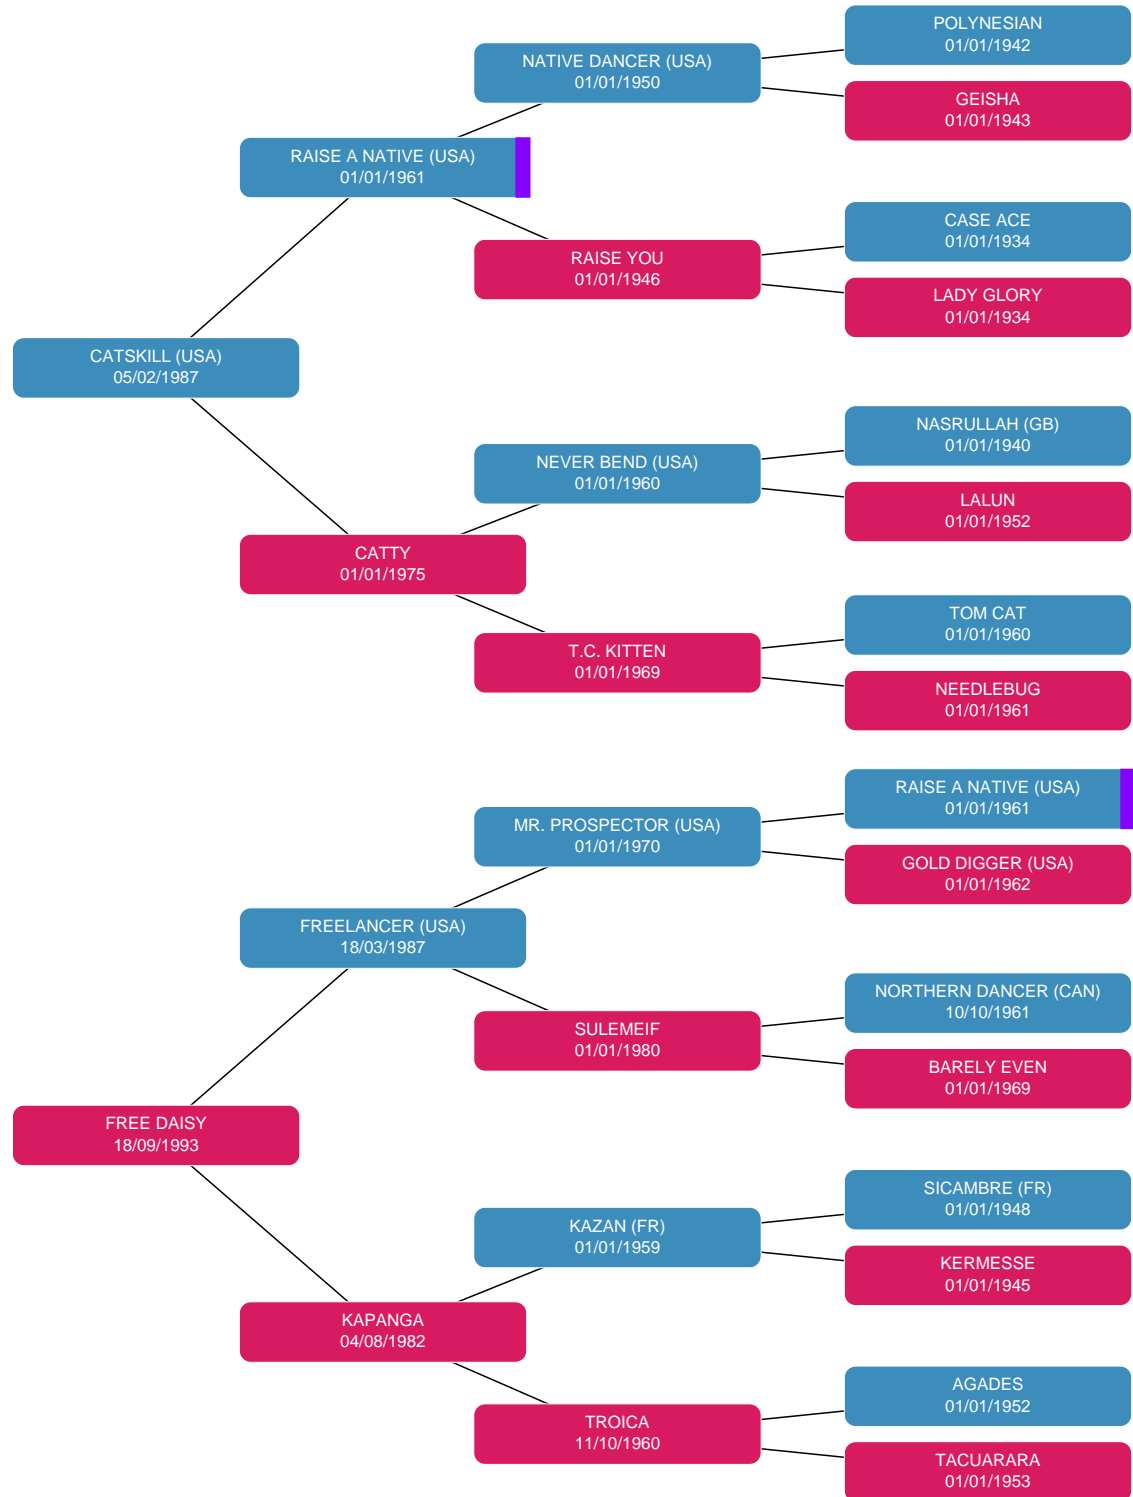 POLYNESIAN
01/01/1942
NATIVE DANCER (USA)
01/01/1950
GEISHA
01/01/1943
RAISE A NATIVE (USA)
01/01/1961
CASE ACE
01/01/1934
RAISE YOU
01/01/1946
LADY GLORY
01/01/1934
CATSKILL (USA)
05/02/1987
NASRULLAH (GB)
01/01/1940
NEVER BEND (USA)
01/01/1960
LALUN
01/01/1952
CATTY
01/01/1975
TOM CAT
01/01/1960
T.C. KITTEN
01/01/1969
NEEDLEBUG
01/01/1961
RAISE A NATIVE (USA)
01/01/1961
MR. PROSPECTOR (USA)
01/01/1970
GOLD DIGGER (USA)
01/01/1962
FREELANCER (USA)
18/03/1987
NORTHERN DANCER (CAN)
10/10/1961
SULEMEIF
01/01/1980
BARELY EVEN
01/01/1969
FREE DAISY
18/09/1993
SICAMBRE (FR)
01/01/1948
KAZAN (FR)
01/01/1959
KERMESSE
01/01/1945
KAPANGA
04/08/1982
AGADES
01/01/1952
TROICA
11/10/1960
TACUARARA
01/01/1953